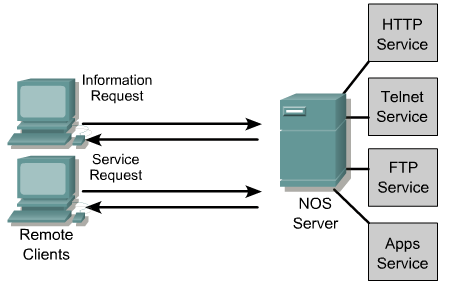 Information
Request
Service
Request
Remote
Clients
NOS
Server
HTTP
Service
Telnet
Service
FTP
Service
Apps
Service